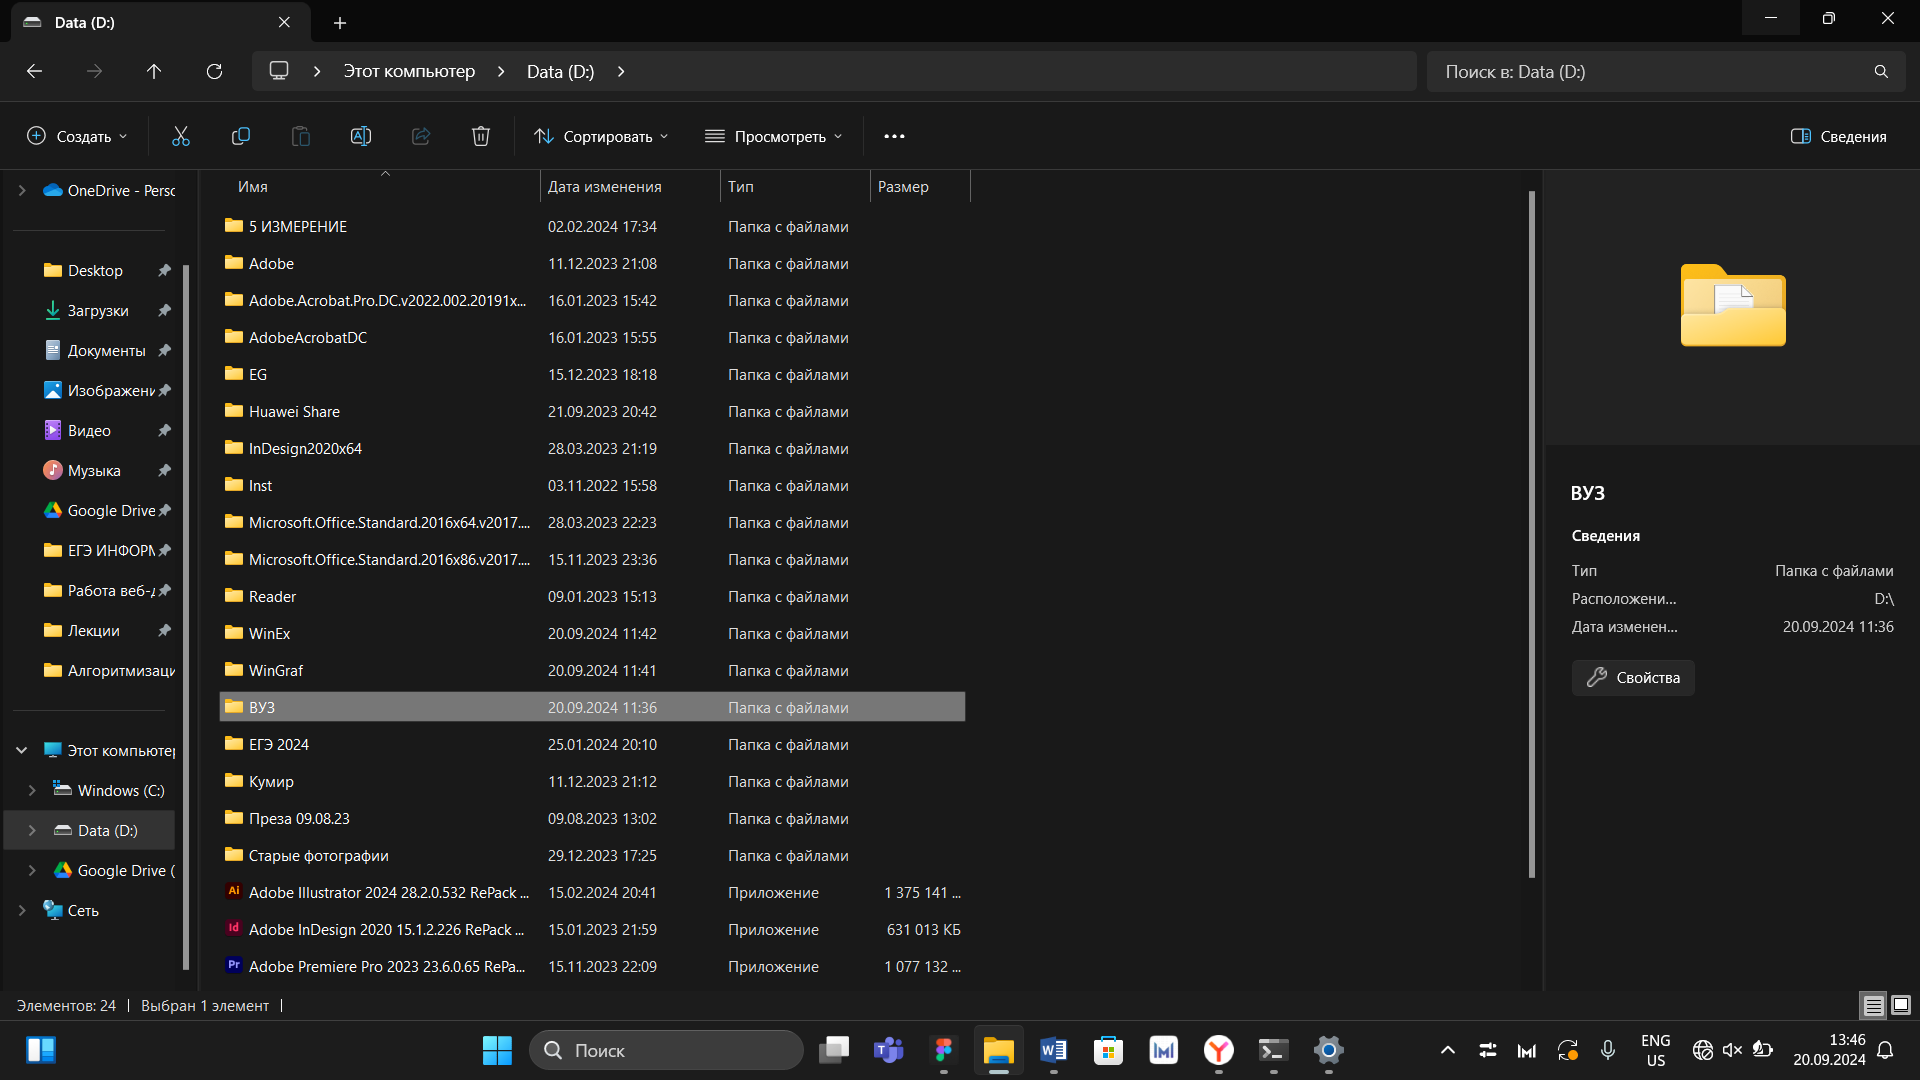 Data (D:)
Этот компьютер
Data (D:)
Поиск в: Data (D:)
Создать
Сортировать
Просмотреть
Сведения
OneDrive - Persc
Desktop
Загрузки
Документы
Изображени
Видео
Музыка
Google Drive
ЕГЭ ИНФОРМ
Работа веб-д
Лекции
Алгоритмизаци
Этот компьютер
Windows (C:)
Data (D:)
Google Drive (
Сеть
Имя Дата изменения Тип Размер
5 ИЗМЕРЕНИЕ 02.02.2024 17:34 Папка с файлами
Adobe 11.12.2023 21:08 Папка с файлами
Adobe.Acrobat.Pro.DC.v2022.002.20191x... 16.01.2023 15:42 Папка с файлами
AdobeAcrobatDC 16.01.2023 15:55 Папка с файлами
EG 15.12.2023 18:18 Папка с файлами
Huawei Share 21.09.2023 20:42 Папка с файлами
InDesign2020x64 28.03.2023 21:19 Папка с файлами
Inst 03.11.2022 15:58 Папка с файлами
Microsoft.Office.Standard.2016x64.v2017.... 28.03.2023 22:23 Папка с файлами
Microsoft.Office.Standard.2016x86.v2017.... 15.11.2023 23:36 Папка с файлами
Reader 09.01.2023 15:13 Папка с файлами
WinEx 20.09.2024 11:42 Папка с файлами
WinGraf 20.09.2024 11:41 Папка с файлами
ВУЗ 20.09.2024 11:36 Папка с файлами
ЕГЭ 2024 25.01.2024 20:10 Папка с файлами
Кумир 11.12.2023 21:12 Папка с файлами
Преза 09.08.23 09.08.2023 13:02 Папка с файлами
Старые фотографии 29.12.2023 17:25 Папка с файлами
Adobe Illustrator 2024 28.2.0.532 RePack ... 15.02.2024 20:41 Приложение 1 375 141 ...
Adobe InDesign 2020 15.1.2.226 RePack ... 15.01.2023 21:59 Приложение 631 013 КБ
Adobe Premiere Pro 2023 23.6.0.65 RePa... 15.11.2023 22:09 Приложение 1 077 132 ...
ВУЗ
Сведения
Тип Папка с файлами
Расположени... D:\
Дата изменен... 20.09.2024 11:36
Свойства
Элементов: 24
Выбран 1 элемент
Поиск
ENG
US
13:46
20.09.2024